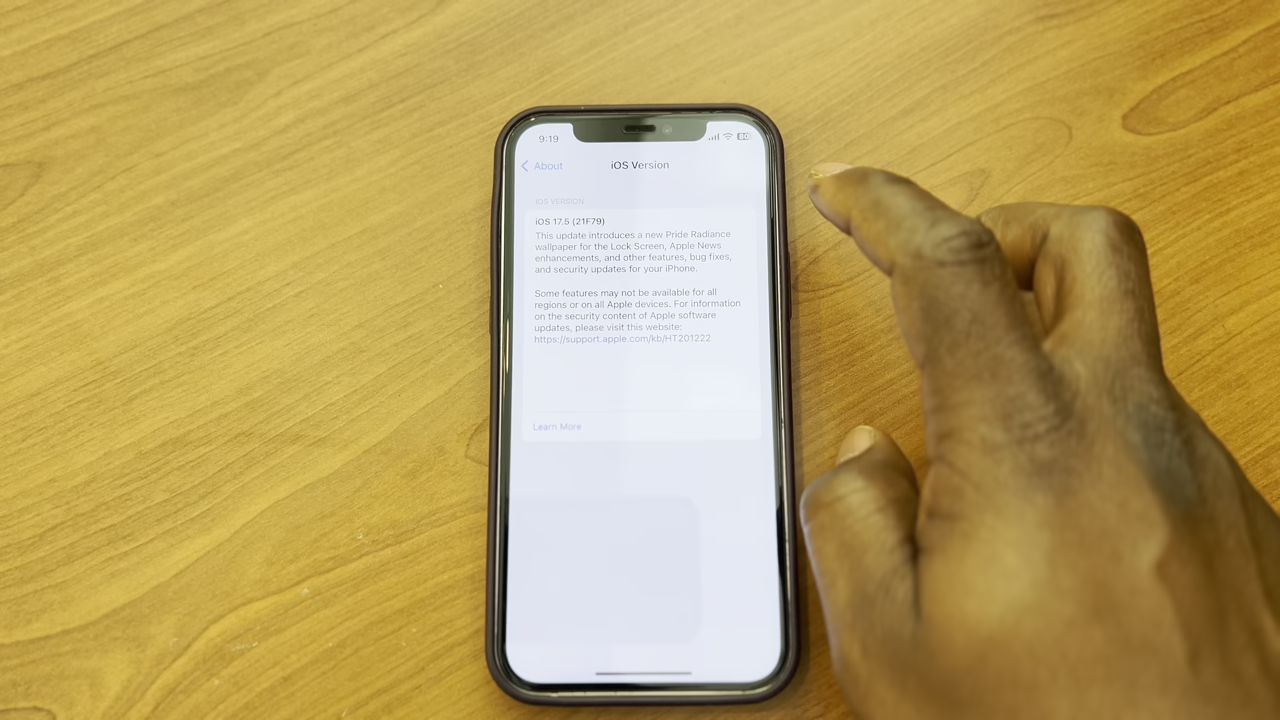 9:19
80
About
iOS Version
IOS VERSION
iOS 17.5 (21F79)
This update introduces a new Pride Radiance
wallpaper for the Lock Screen, Apple News
enhancements, and other features, bug fixes,
and security updates for your iPhone.
Some features may not be available for all
regions or on all Apple devices. For information
on the security content of Apple software
updates, please visit this website:
https://support.apple.com/kb/HT201222
Learn More